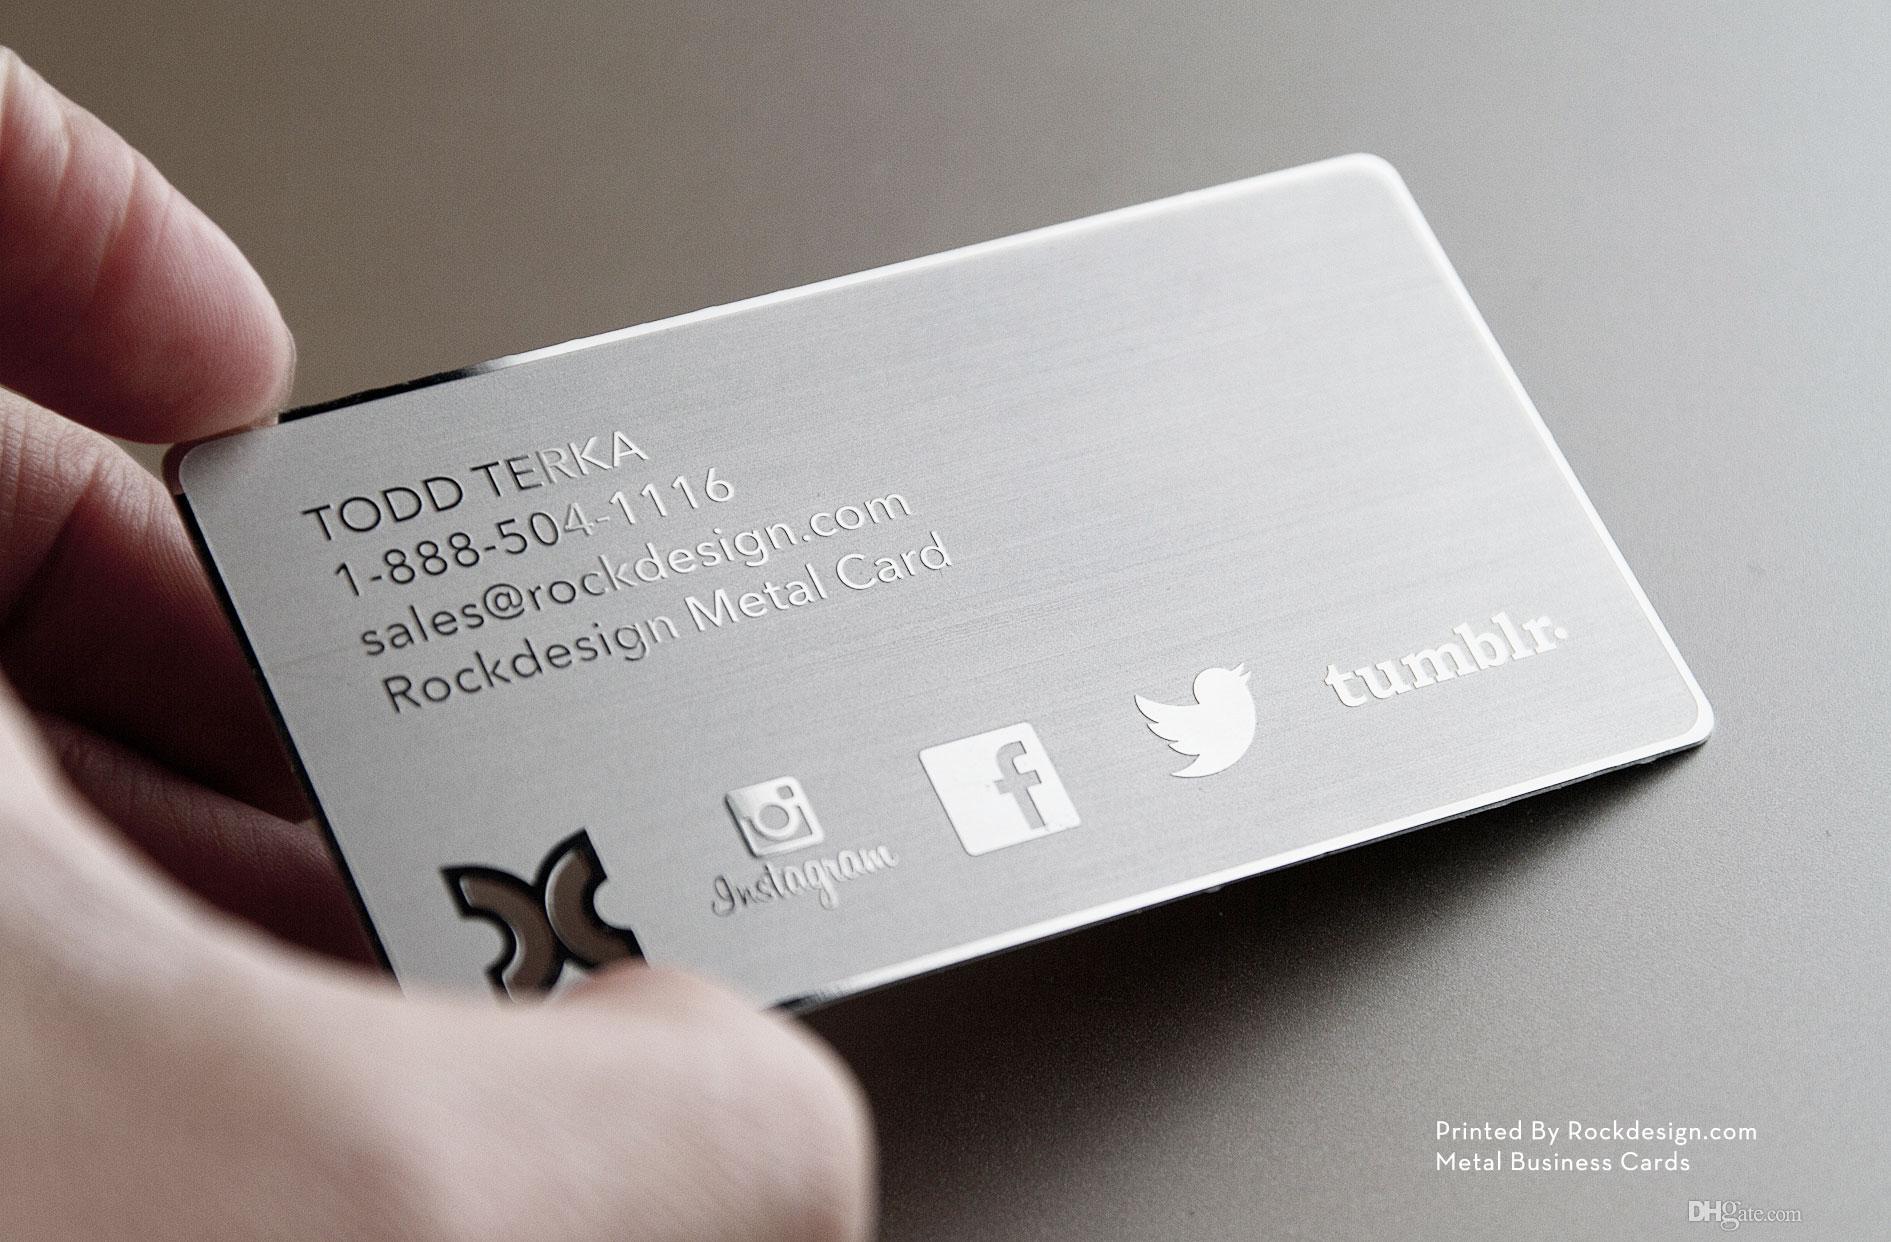 TODD TERKA
1-888-504-1116
sales@rockdesign.com
Rockdesign Metal Card
Instagram
f
tumblr.
Printed By Rockdesign.com
Metal Business Cards
DHgate.com